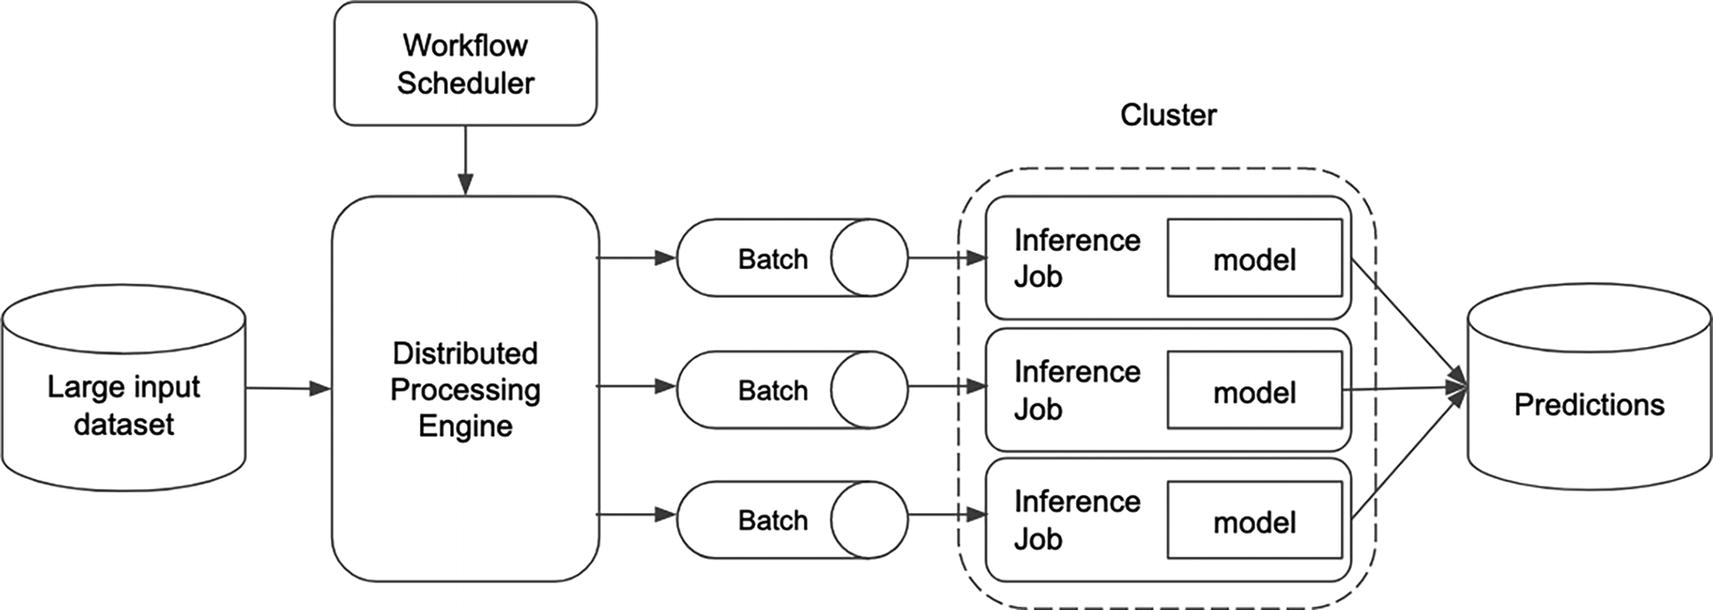 Workflow
Scheduler
Cluster
Large input
dataset
Distributed
Processing
Engine
Batch
Inference
Job
model
Batch
Inference
Job
model
Batch
Inference
Job
model
Predictions